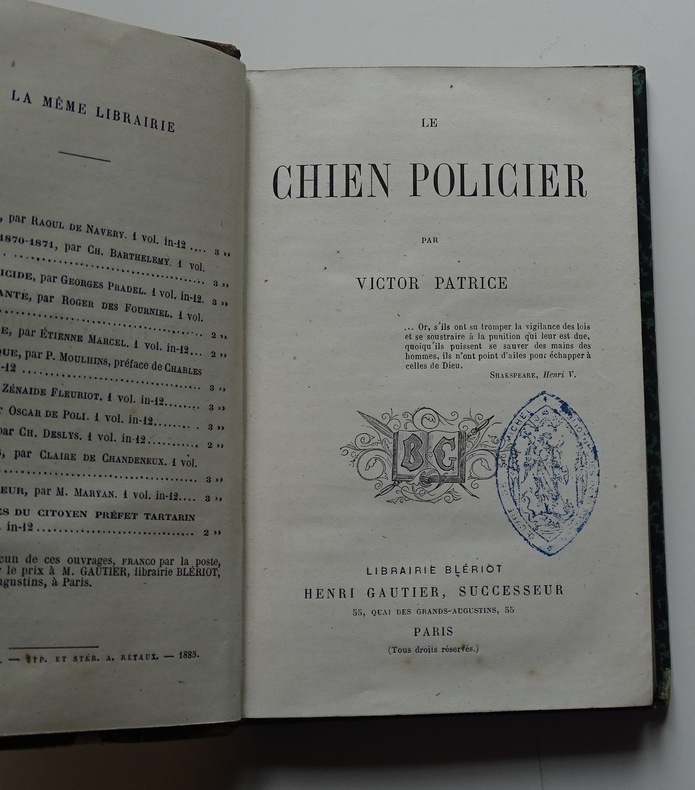 LA MÊME LIBRAIRIE
, par RAOUL DE NAVERY. 1 vol. in-12 .... 3 »
1870-1871, par CH. BARTHELEMY. 1 vol.
3 »
ICIDE, par GEORGES PRADEL. 1 vol. in-12. 3 »
ANTE, par ROGER DES FOURNIEL. 1 vol.
2 »
E, par ÉTIENNE MARCEL. 1 vol. in-12... 2 »
QUE, par P. MOULHINS, préface de CHARLES
-12 3 »
ZÉNAIDE FLEURIOT. 1 vol. in-12....... 3 »
OSCAR DE POLI. 1 vol. in-12........ 3 »
par CH. DESLYS. 1 vol. in-12.......... 2 »
, par CLAIRE DE CHANDENEUX. 1 vol.
3 »
EUR, par M. MARYAN. 1 vol. in-12.... 3 »
ES DU CITOYEN PRÉFET TARTARIN
in-12 2 »
cun de ces ouvrages, FRANCO par la poste,
r le prix à M. GAUTIER, librairie BLÉRIOT,
ugustins, à Paris.
. — TYP. ET STÉR. A. RETAUX. — 1885.
LE
CHIEN POLICIER
PAR
VICTOR PATRICE
... Or, s'ils ont su tromper la vigilance des lois
et se soustraire à la punition qui leur est due,
quoiqu'ils puissent se sauver des mains des
hommes, ils n'ont point d'ailes pour échapper à
celles de Dieu.
SHAKSPEARE, Henri V.
B G
LIBRAIRIE BLÉRIOT
HENRI GAUTIER, SUCCESSEUR
55, QUAI DES GRANDS-AUGUSTINS, 55
PARIS
(Tous droits réservés.)